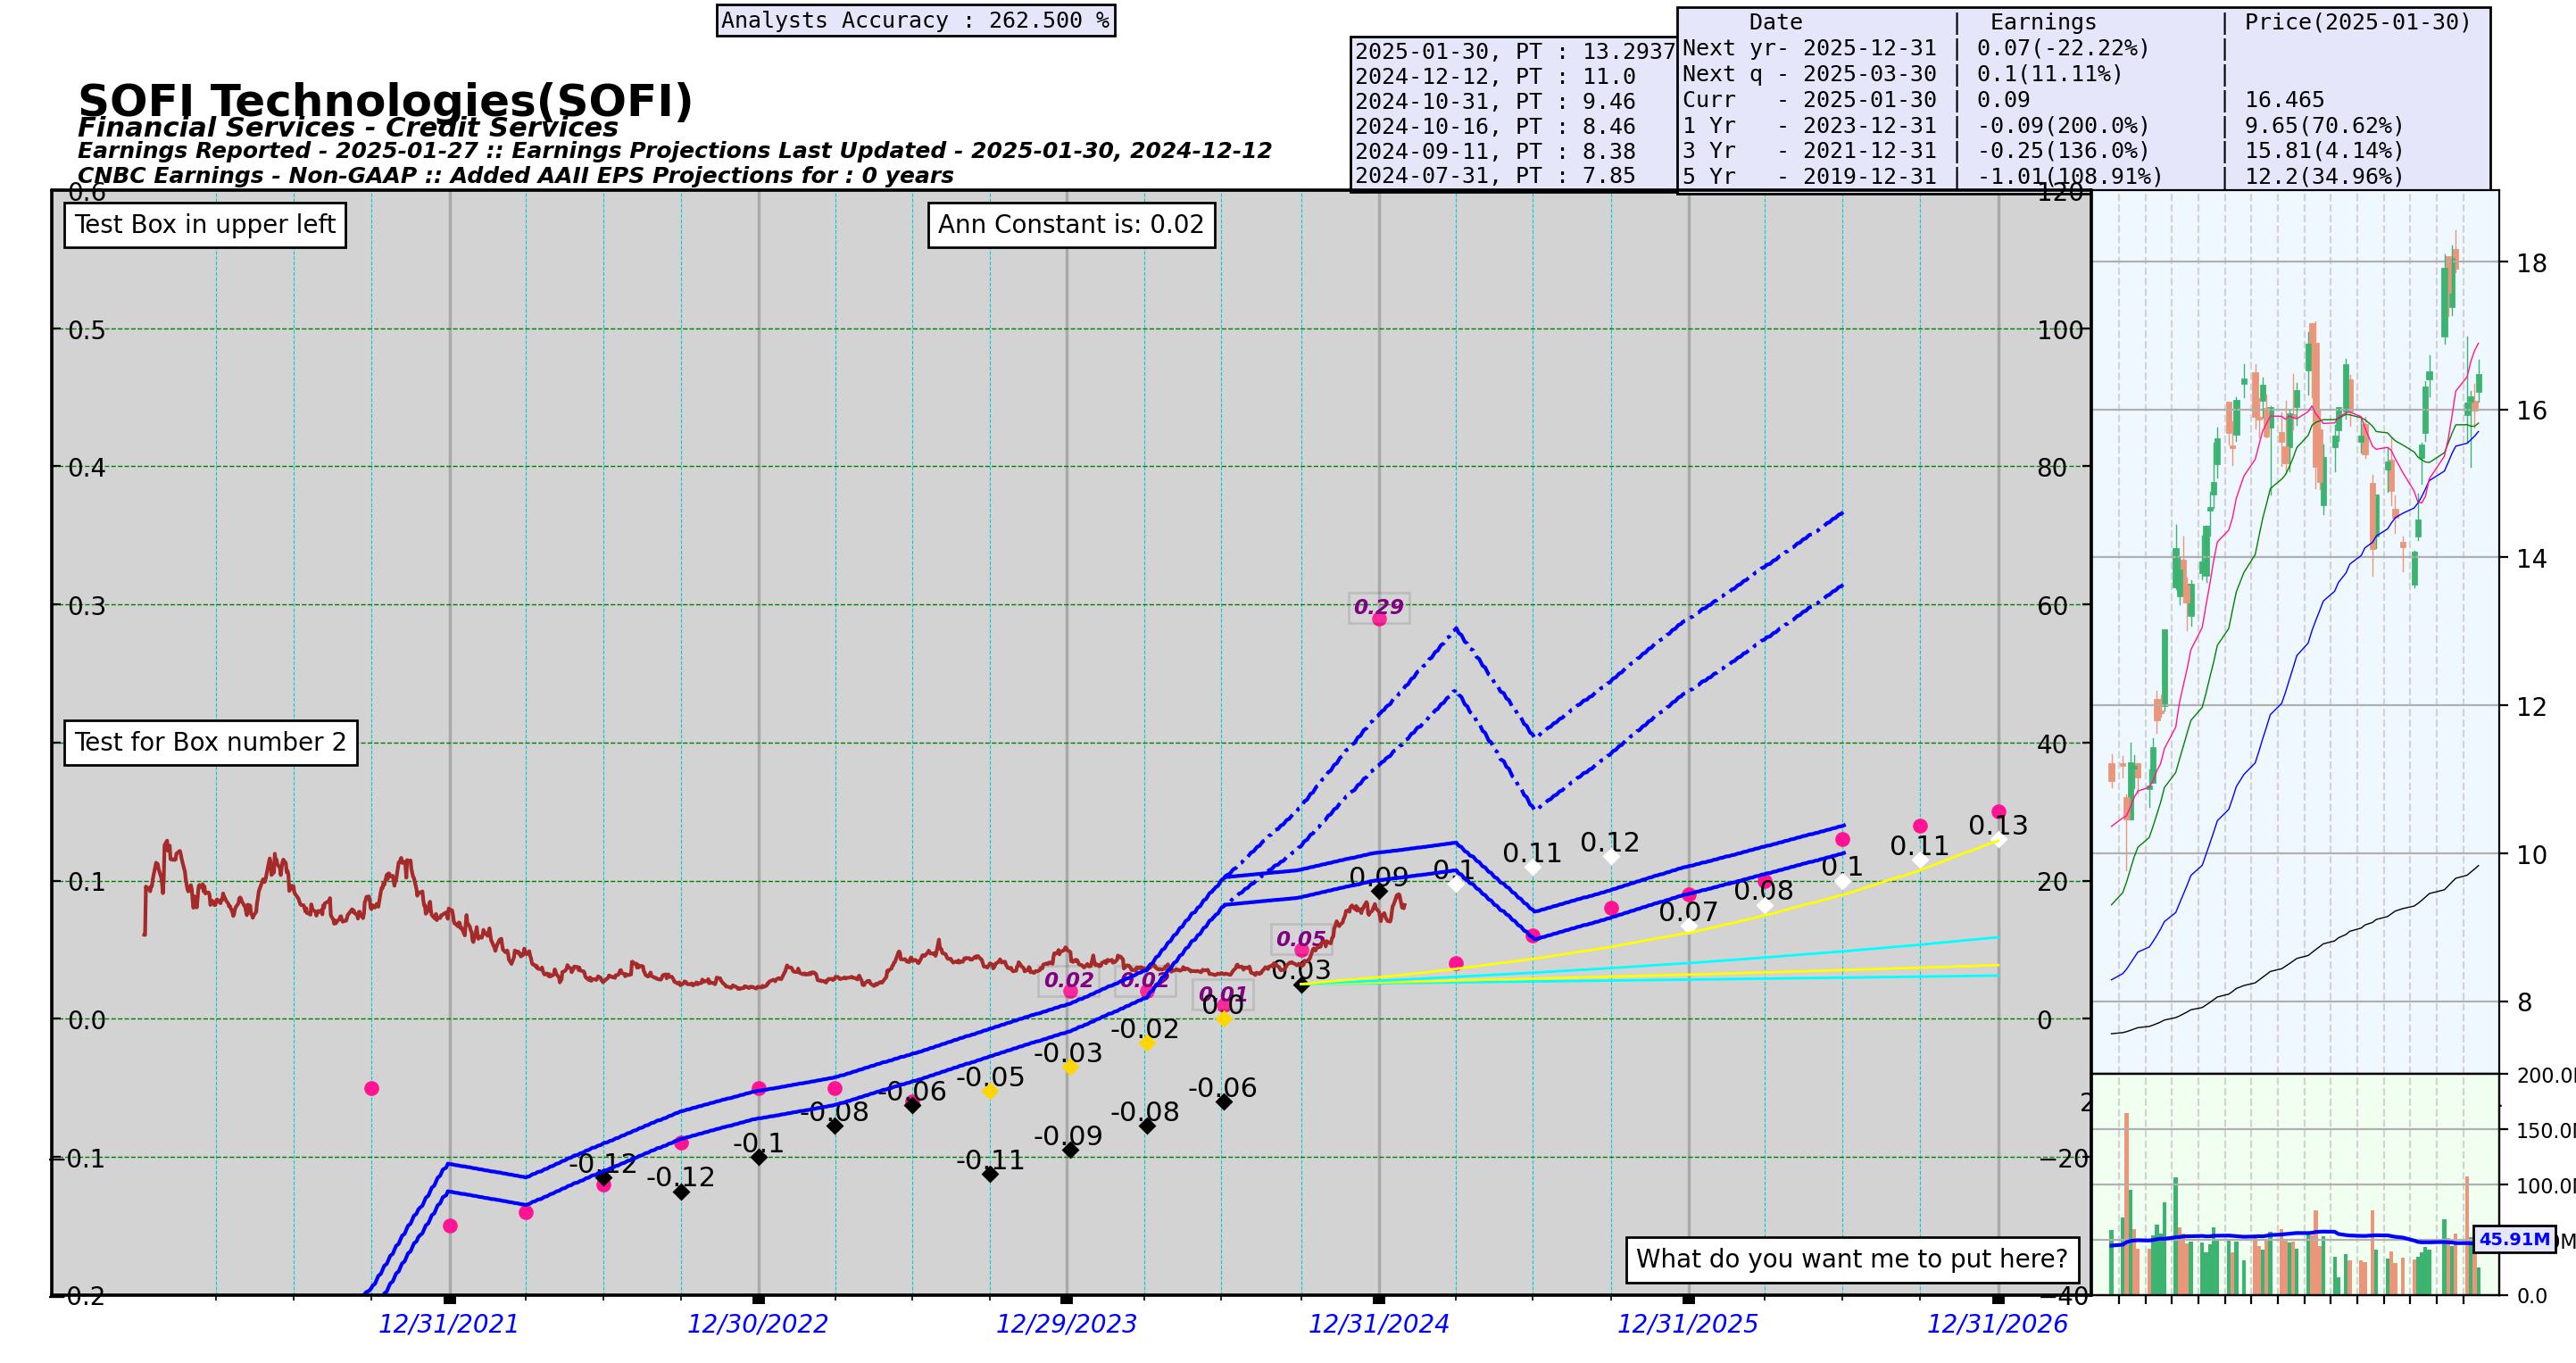 Analysts Accuracy : 262.500 %
Date | Earnings | Price(2025-01-30)
Next yr- 2025-12-31 | 0.07(-22.22%) |
Next q - 2025-03-30 | 0.1(11.11%) |
Curr - 2025-01-30 | 0.09 | 16.465
1 Yr - 2023-12-31 | -0.09(200.0%) | 9.65(70.62%)
3 Yr - 2021-12-31 | -0.25(136.0%) | 15.81(4.14%)
5 Yr - 2019-12-31 | -1.01(108.91%) | 12.2(34.96%)
2025-01-30, PT : 13.2937
2024-12-12, PT : 11.0
2024-10-31, PT : 9.46
2024-10-16, PT : 8.46
2024-09-11, PT : 8.38
2024-07-31, PT : 7.85
SOFI Technologies(SOFI)
Financial Services - Credit Services
Earnings Reported - 2025-01-27 :: Earnings Projections Last Updated - 2025-01-30, 2024-12-12
CNBC Earnings - Non-GAAP :: Added AAII EPS Projections for : 0 years
0.6
0.5
0.4
0.3
0.1
0.0
−0.1
−0.2
Test Box in upper left
Ann Constant is: 0.02
Test for Box number 2
What do you want me to put here?
0.29
0.05
0.02
0.02
0.01
0.09
0.1
0.11
0.12
0.07
0.08
0.1
0.11
0.13
0.03
0.0
-0.02
-0.03
-0.05
-0.06
-0.06
-0.08
-0.08
-0.09
-0.1
-0.11
-0.12
-0.12
120
100
80
60
40
20
0
−20
−40
18
16
14
12
10
8
200.0
150.0
100.0
45.91M
0.0
12/31/2021
12/30/2022
12/29/2023
12/31/2024
12/31/2025
12/31/2026